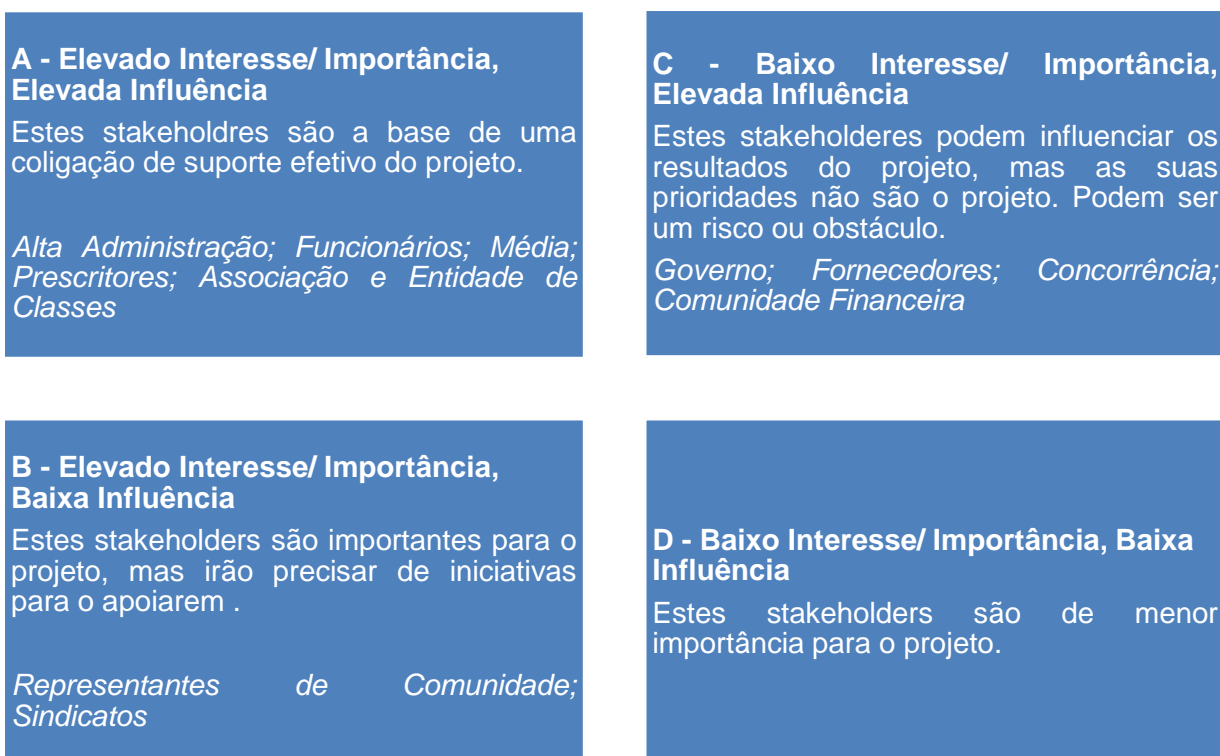 A - Elevado Interesse/ Importância,
Elevada Influência
Estes stakeholdres são a base de uma
coligação de suporte efetivo do projeto.
Alta Administração; Funcionários; Média;
Prescritores; Associação e Entidade de
Classes
C - Baixo Interesse/ Importância,
Elevada Influência
Estes stakeholderes podem influenciar os
resultados do projeto, mas as suas
prioridades não são o projeto. Podem ser
um risco ou obstáculo.
Governo; Fornecedores; Concorrência;
Comunidade Financeira
B - Elevado Interesse/ Importância,
Baixa Influência
Estes stakeholders são importantes para o
projeto, mas irão precisar de iniciativas
para o apoiarem .
Representantes de Comunidade;
Sindicatos
D - Baixo Interesse/ Importância, Baixa
Influência
Estes stakeholders são de menor
importância para o projeto.